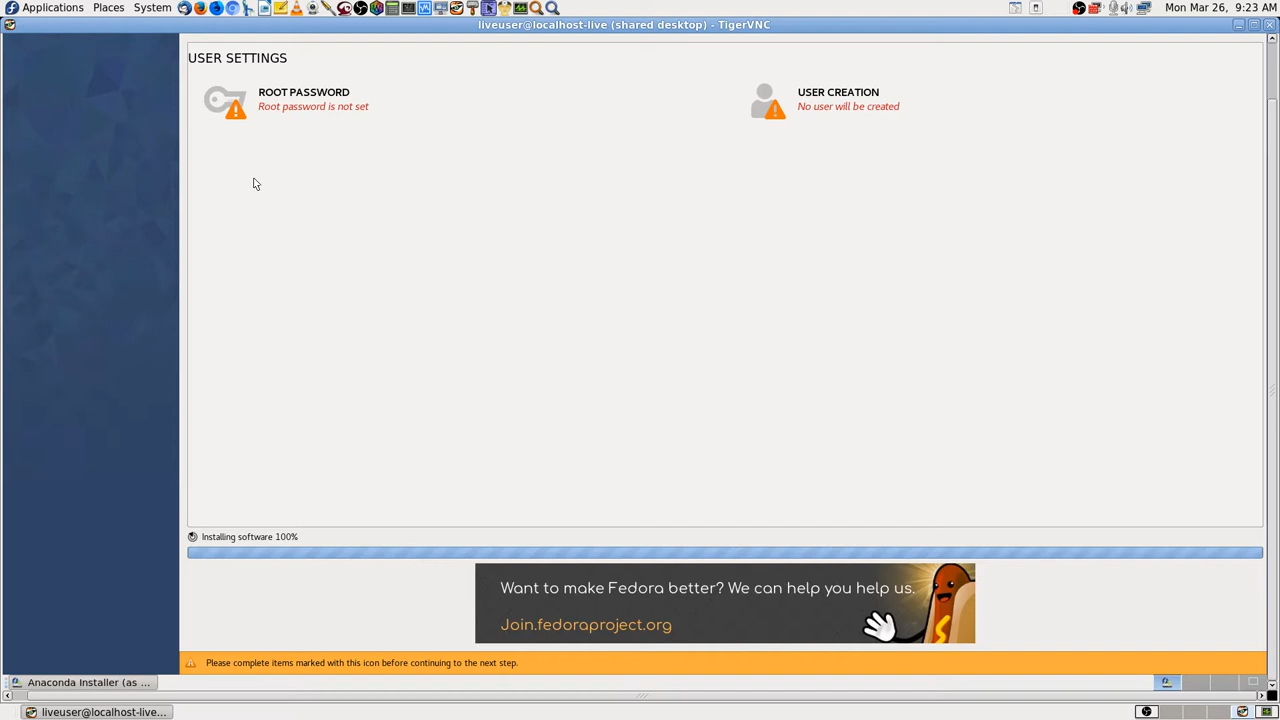 Applications Places System
Mon Mar 26, 9:23 AM
liveuser@localhost-live (shared desktop) - TigerVNC
USER SETTINGS
ROOT PASSWORD
Root password is not set
USER CREATION
No user will be created
Installing software 100%
Want to make Fedora better? We can help you help us.
Join.fedoraproject.org
Please complete items marked with this icon before continuing to the next step.
Anaconda Installer (as ...
liveuser@localhost-live...